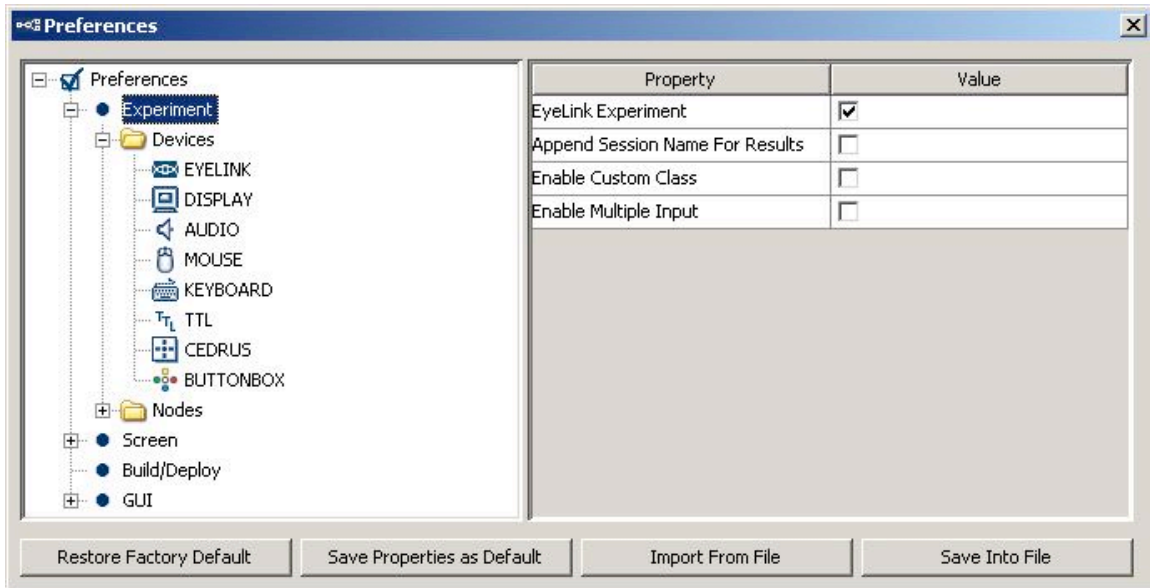 Preferences
Preferences
Experiment
Devices
EYELINK
DISPLAY
AUDIO
MOUSE
KEYBOARD
TTL TTL
CEDRUS
BUTTONBOX
Nodes
Screen
Build/Deploy
GUI
Property Value
EyeLink Experiment
Append Session Name For Results
Enable Custom Class
Enable Multiple Input
Restore Factory Default Save Properties as Default Import From File Save Into File